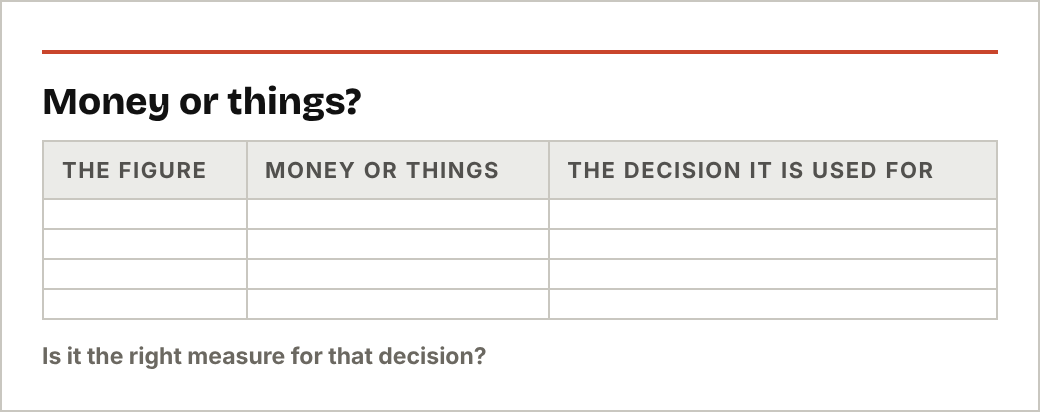 Money or things?
THE FIGURE
MONEY OR THINGS
THE DECISION IT IS USED FOR
Is it the right measure for that decision?